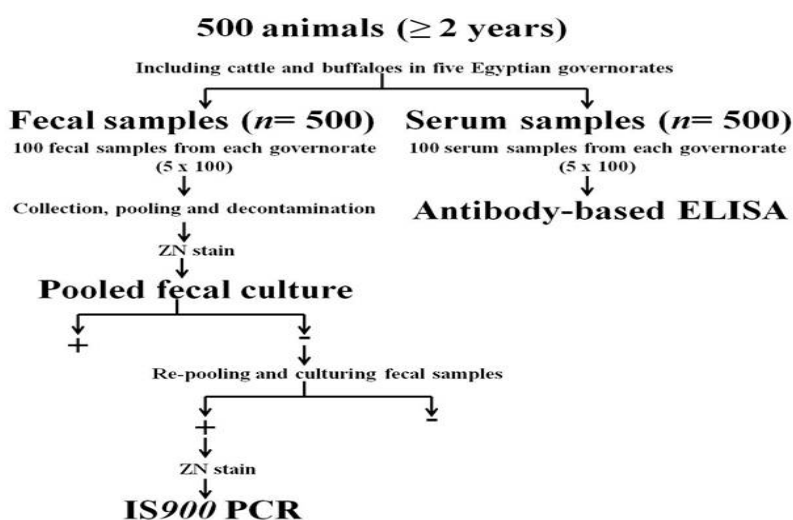 500 animals (≥ 2 years)
Including cattle and buffaloes in five Egyptian governorates
Fecal samples (n= 500)
100 fecal samples from each governorate
(5 x 100)
Collection, pooling and decontamination
ZN stain
Pooled fecal culture
+
-
Re-pooling and culturing fecal samples
+
-
ZN stain
IS900 PCR
Serum samples (n= 500)
100 serum samples from each governorate
(5 x 100)
Antibody-based ELISA